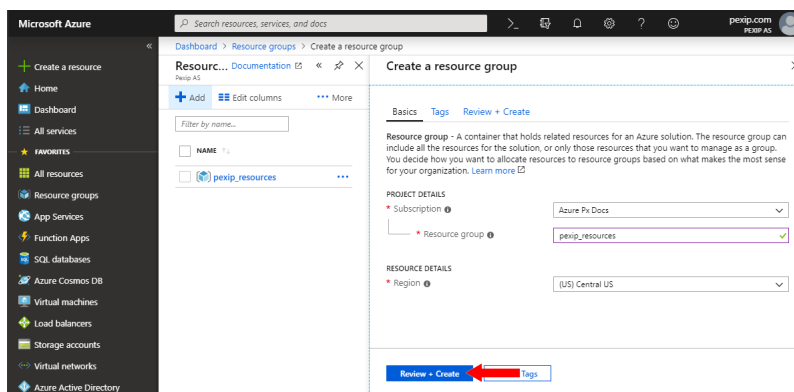 Microsoft Azure
Search resources, services, and docs
pexip.com
PEXIP AS
Create a resource
Home
Dashboard
All services
FAVORITES
All resources
Resource groups
App Services
Function Apps
SQL databases
Azure Cosmos DB
Virtual machines
Load balancers
Storage accounts
Virtual networks
Azure Active Directory
Dashboard > Resource groups > Create a resource group
Resourc... Documentation
Pexip AS
Add Edit columns ••• More
Filter by name...
NAME
pexip_resources •••
Create a resource group
Basics Tags Review + Create
Resource group - A container that holds related resources for an Azure solution. The resource group can
include all the resources for the solution, or only those resources that you want to manage as a group.
You decide how you want to allocate resources to resource groups based on what makes the most sense
for your organization. Learn more
PROJECT DETAILS
* Subscription Azure Px Docs
* Resource group pexip_resources
RESOURCE DETAILS
* Region (US) Central US
Review + Create Tags